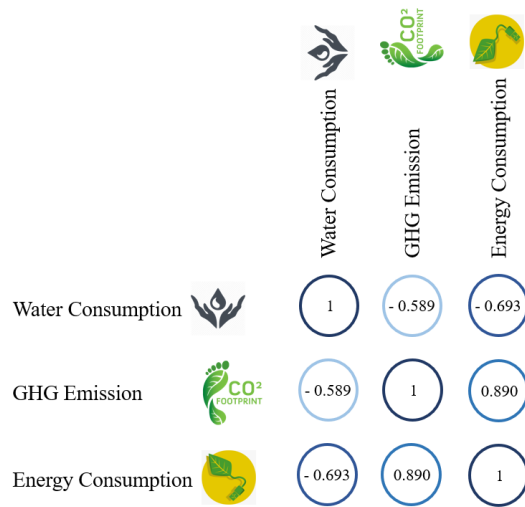 CO²
FOOTPRINT
Water Consumption
GHG Emission
Energy Consumption
Water Consumption
1
- 0.589
- 0.693
GHG Emission
CO²
FOOTPRINT
- 0.589
1
0.890
Energy Consumption
- 0.693
0.890
1